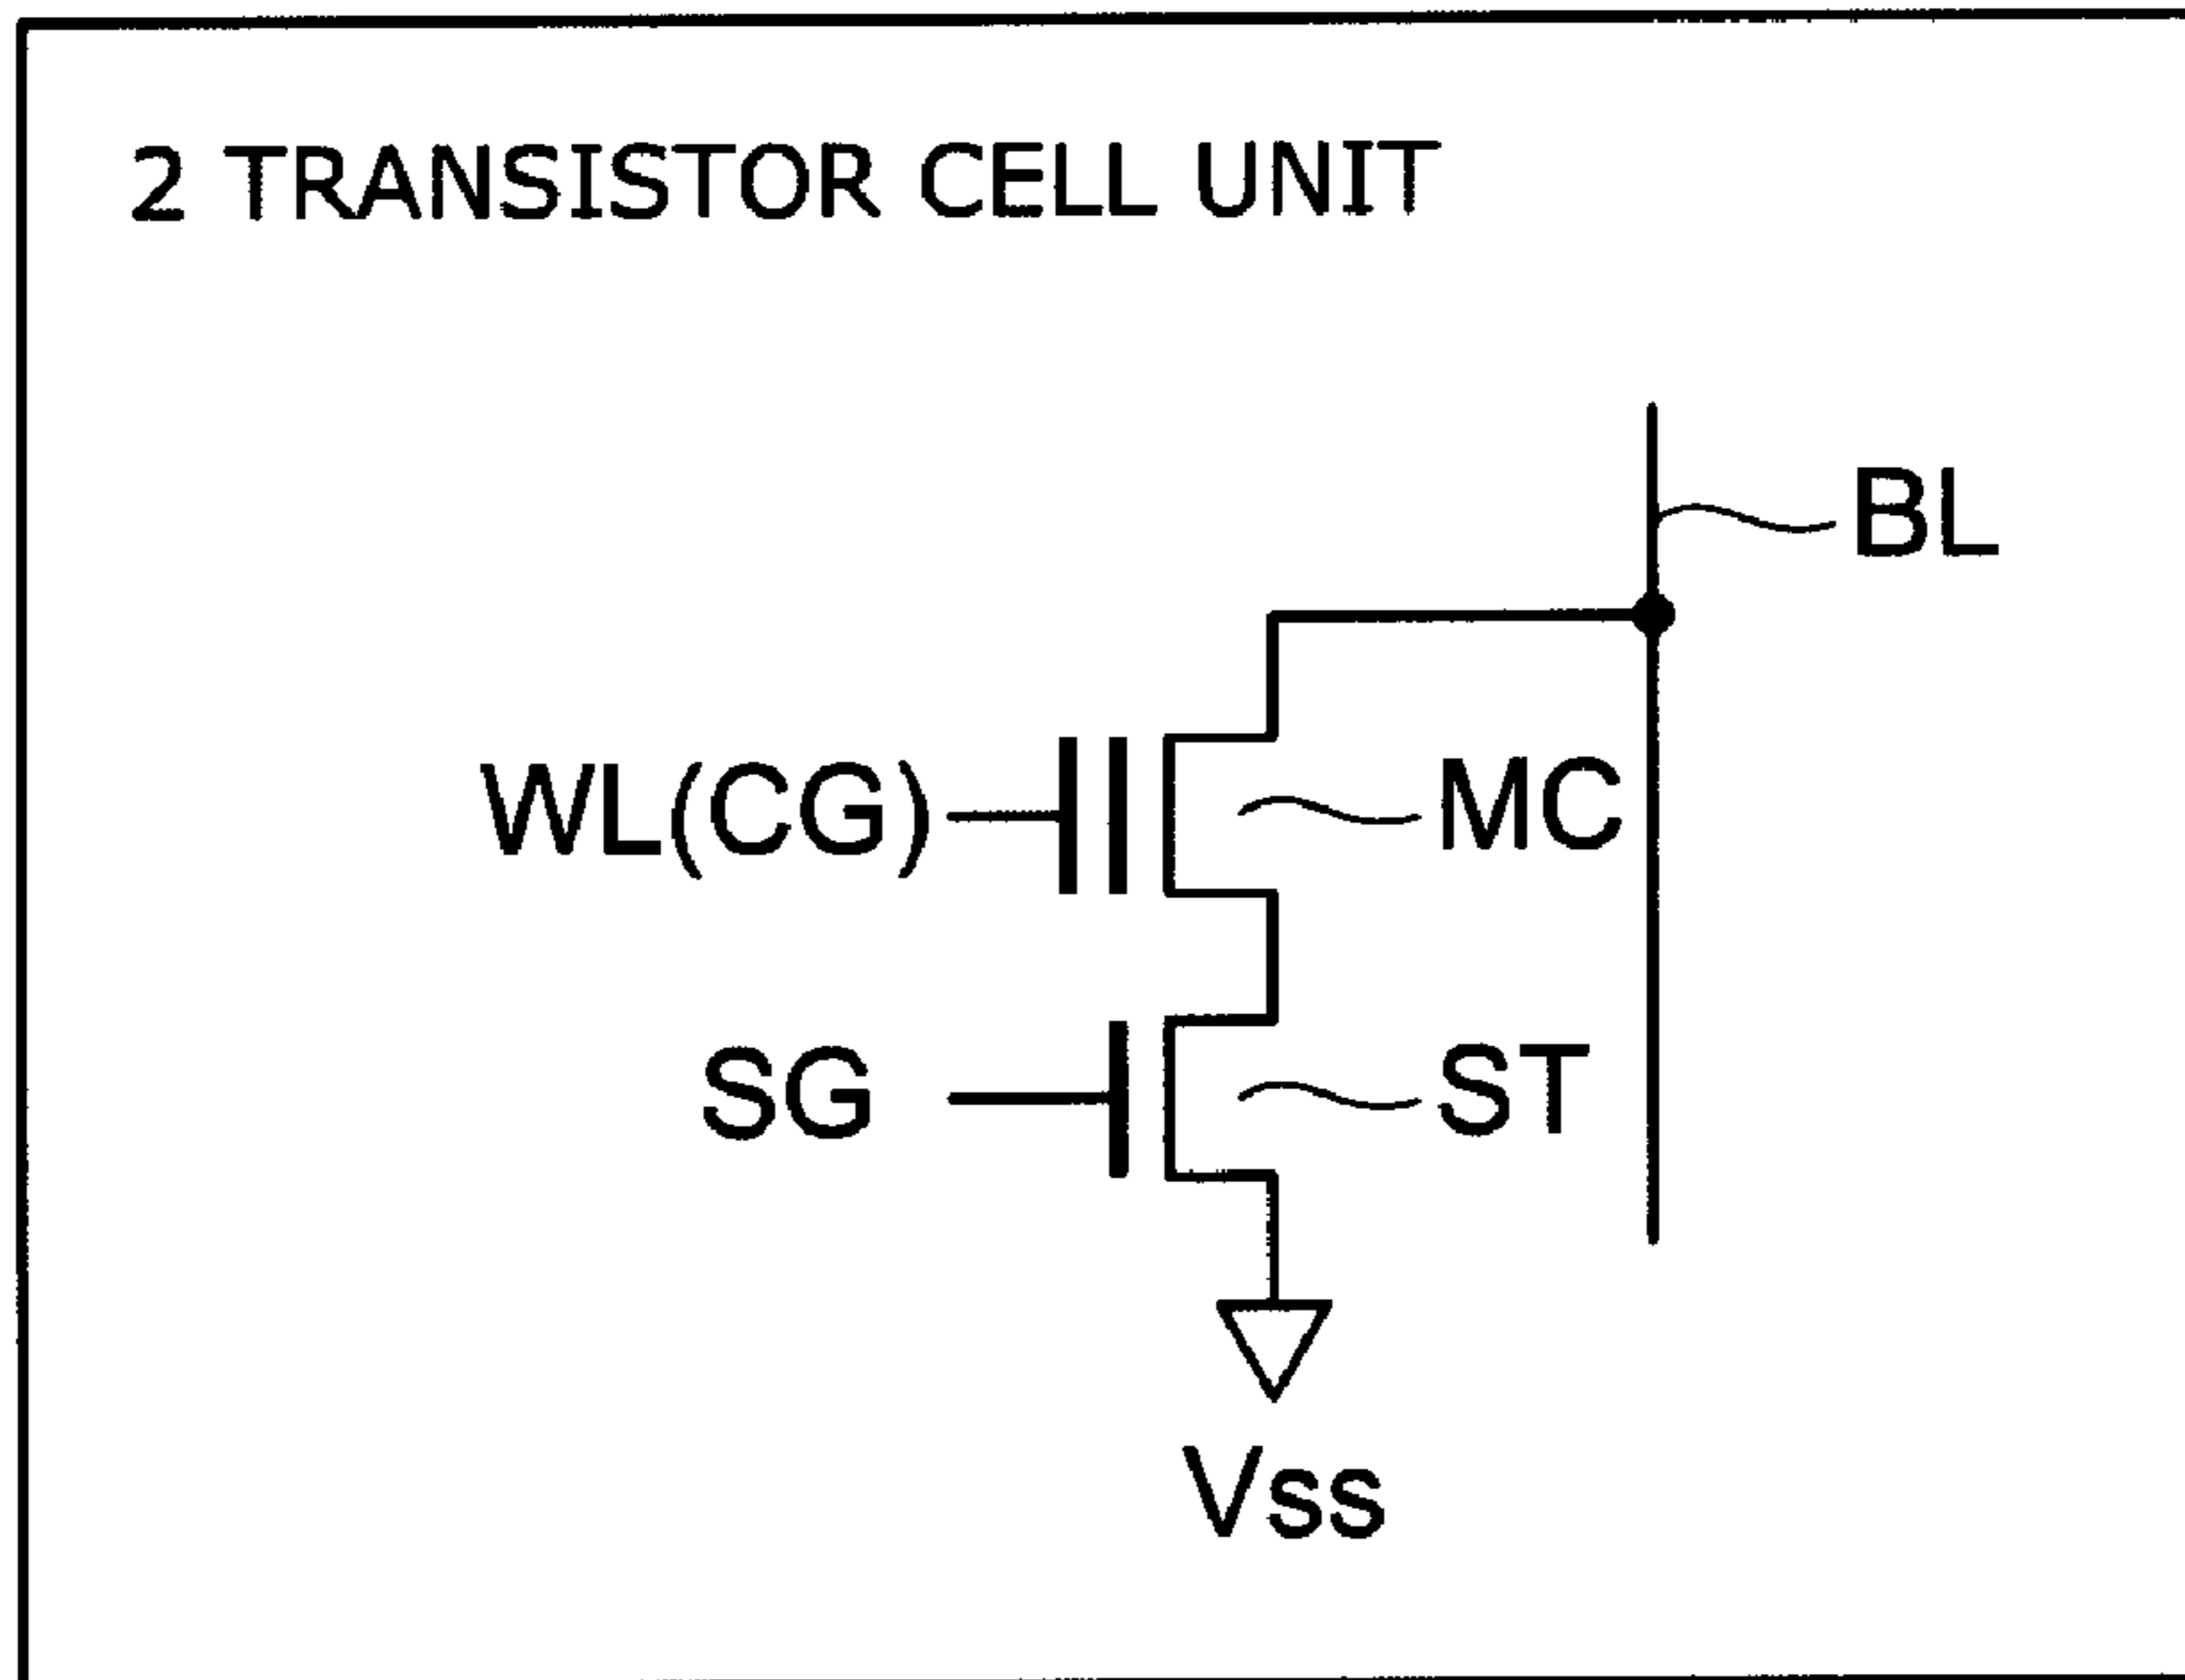 2 TRANSISTOR CELL UNIT
BL
WL(CG)
MC
SG
ST
Vss